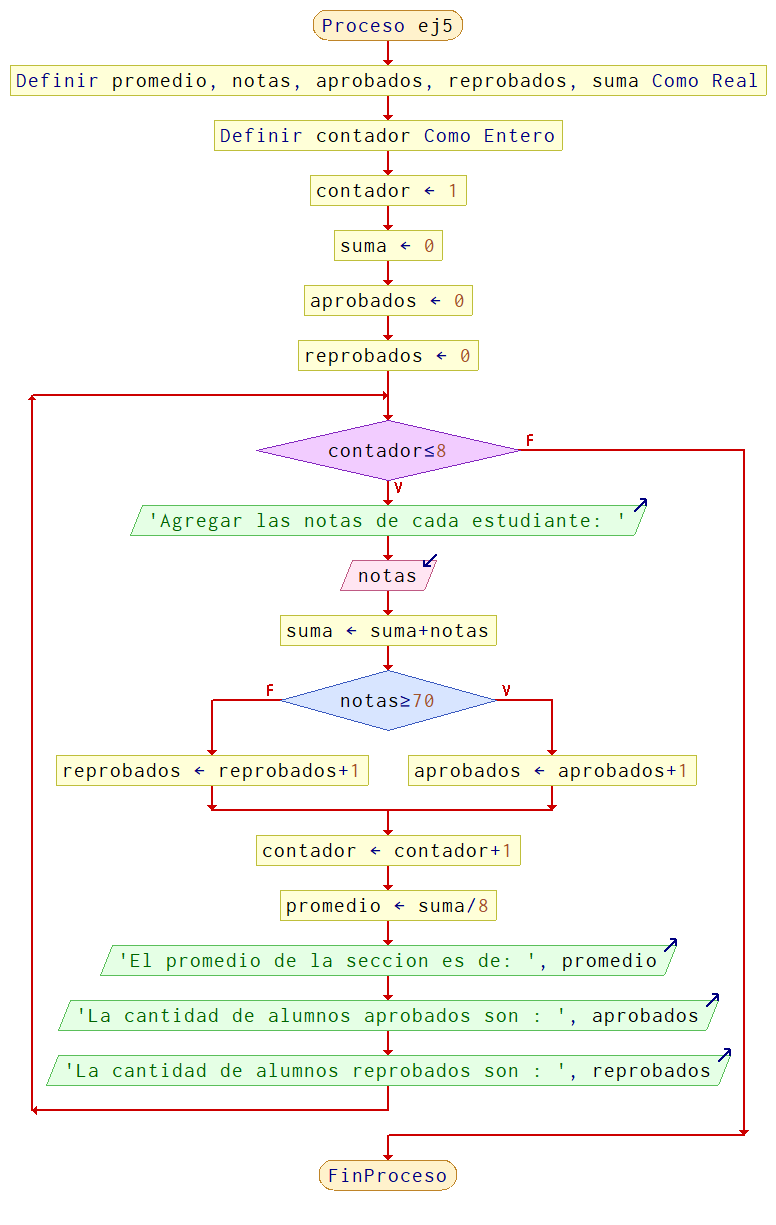 Proceso ej5
Definir promedio, notas, aprobados, reprobados, suma Como Real
Definir contador Como Entero
contador ← 1
suma ← 0
aprobados ← 0
reprobados ← 0
contador≤8
F
V
'Agregar las notas de cada estudiante: '
notas
suma ← suma+notas
F
notas≥70
V
reprobados ← reprobados+1
aprobados ← aprobados+1
contador ← contador+1
promedio ← suma/8
'El promedio de la seccion es de: ', promedio
'La cantidad de alumnos aprobados son : ', aprobados
'La cantidad de alumnos reprobados son : ', reprobados
FinProceso